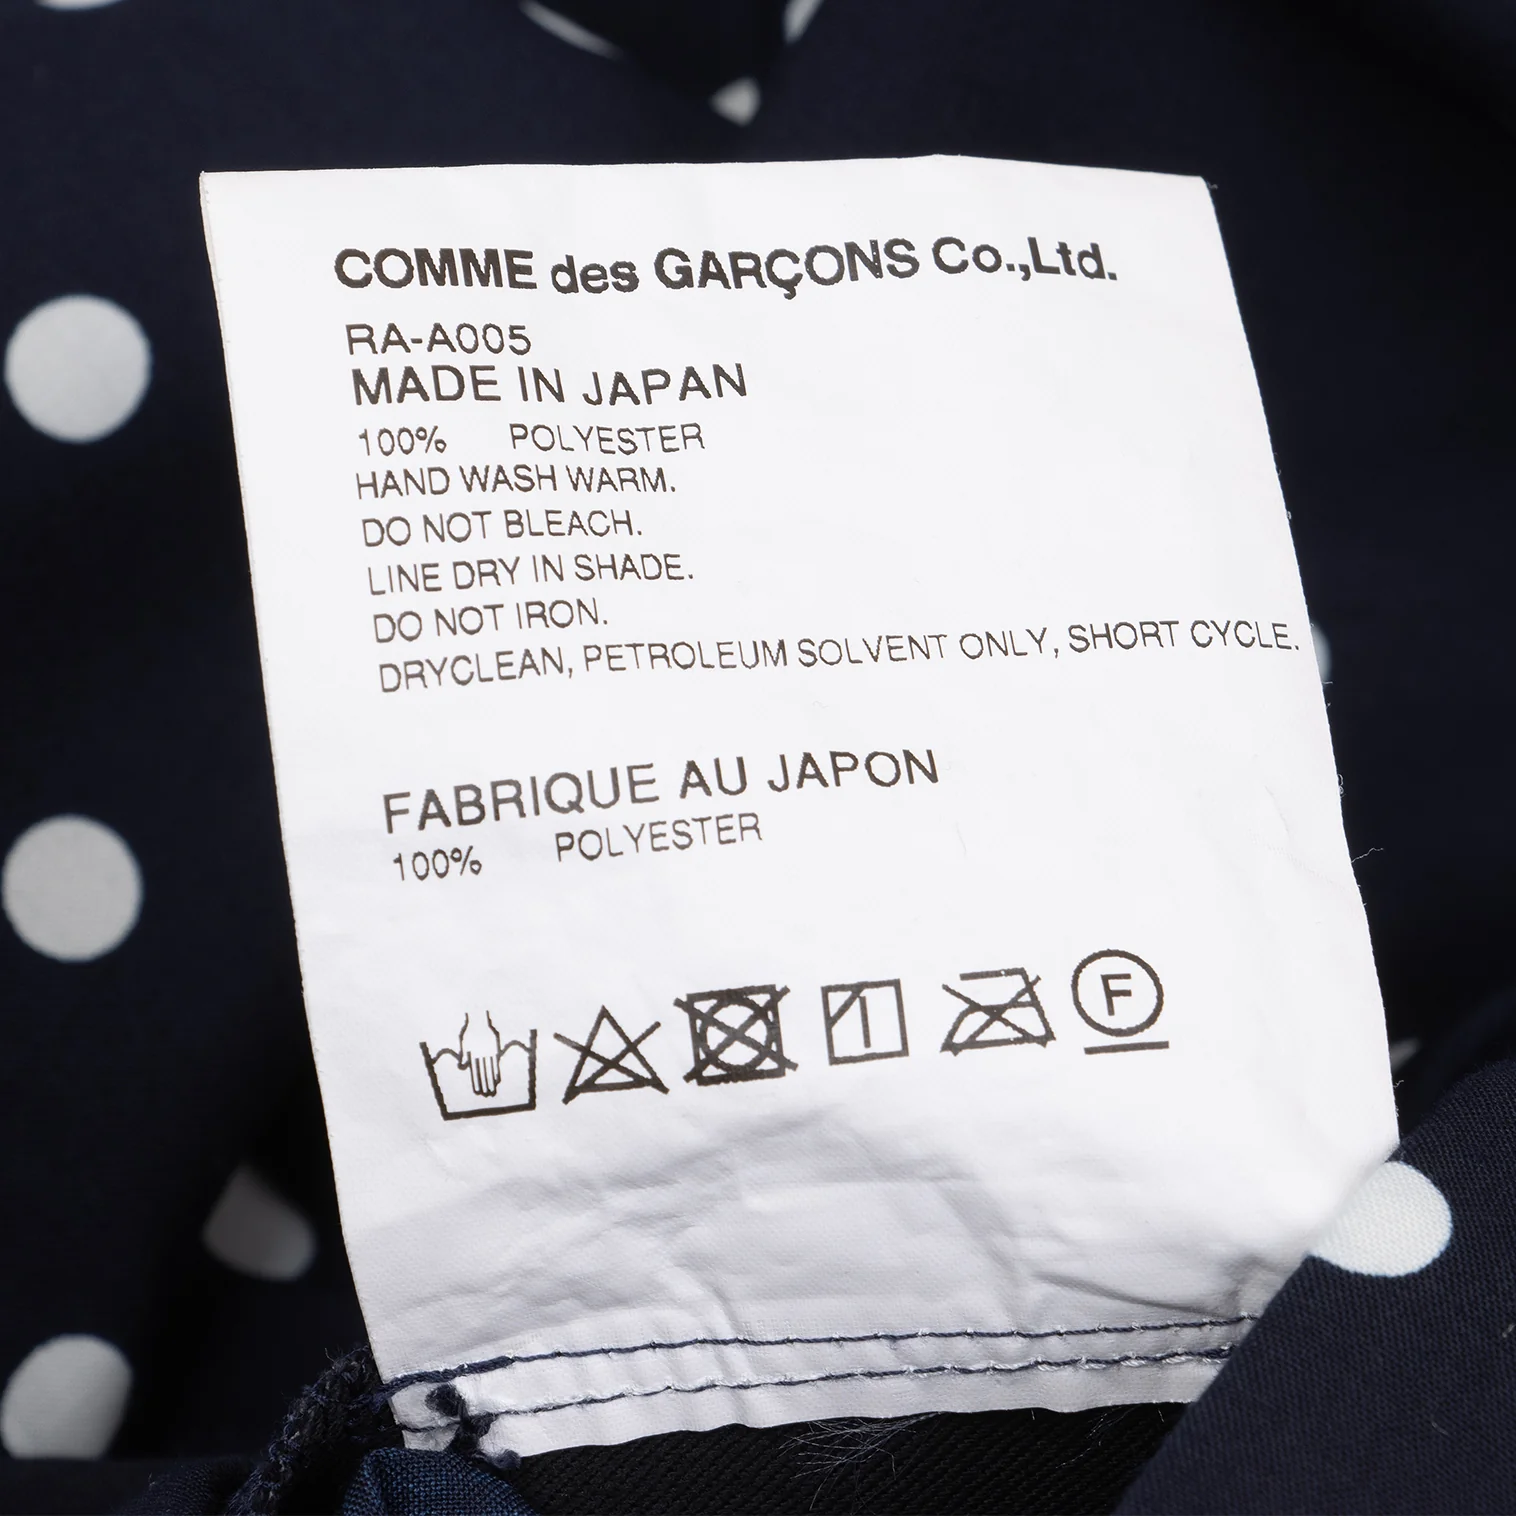 COMME des GARÇONS Co.,Ltd.
RA-A005
MADE IN JAPAN
100% POLYESTER
HAND WASH WARM.
DO NOT BLEACH.
LINE DRY IN SHADE.
DO NOT IRON.
DRYCLEAN, PETROLEUM SOLVENT ONLY, SHORT CYCLE.
FABRIQUE AU JAPON
100% POLYESTER
F